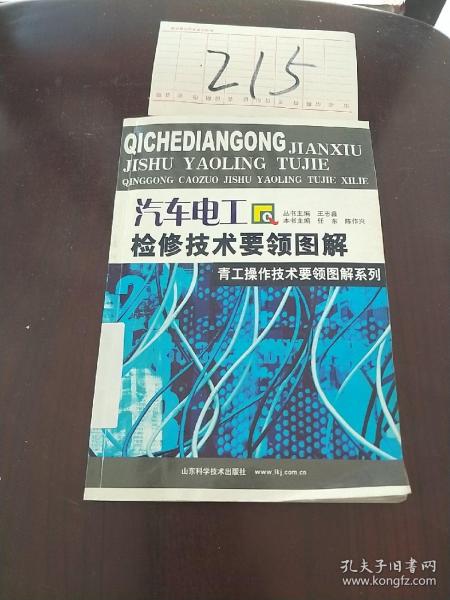 215
QICHEDIANGONG JIANXIU
JISHU YAOLING TUJIE
QINGGONG CAOZUO JISHU YAOLING TUJIE XILIE
汽车电工
丛书主编 王志鑫
本书主编 任东 陈作兴
检修技术要领图解
青工操作技术要领图解系列
山东科学技术出版社 www.lkj.com.cn
孔夫子旧书网
www.kongfz.com